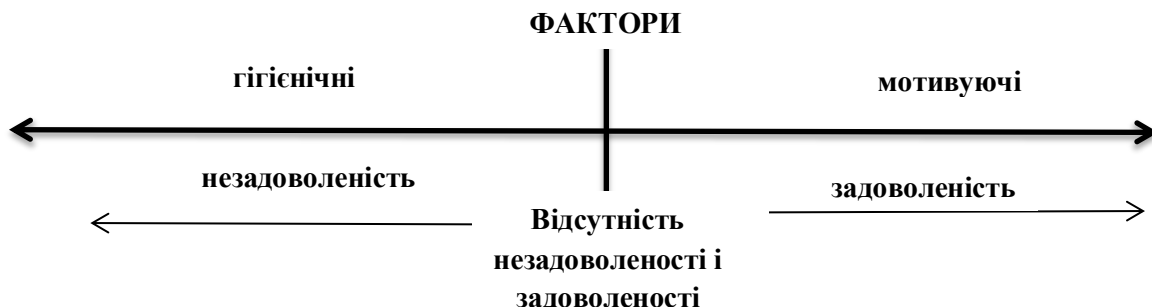 ФАКТОРИ
гігієнічні
мотивуючі
незадоволеність
задоволеність
Відсутність
незадоволеності і
задоволеності